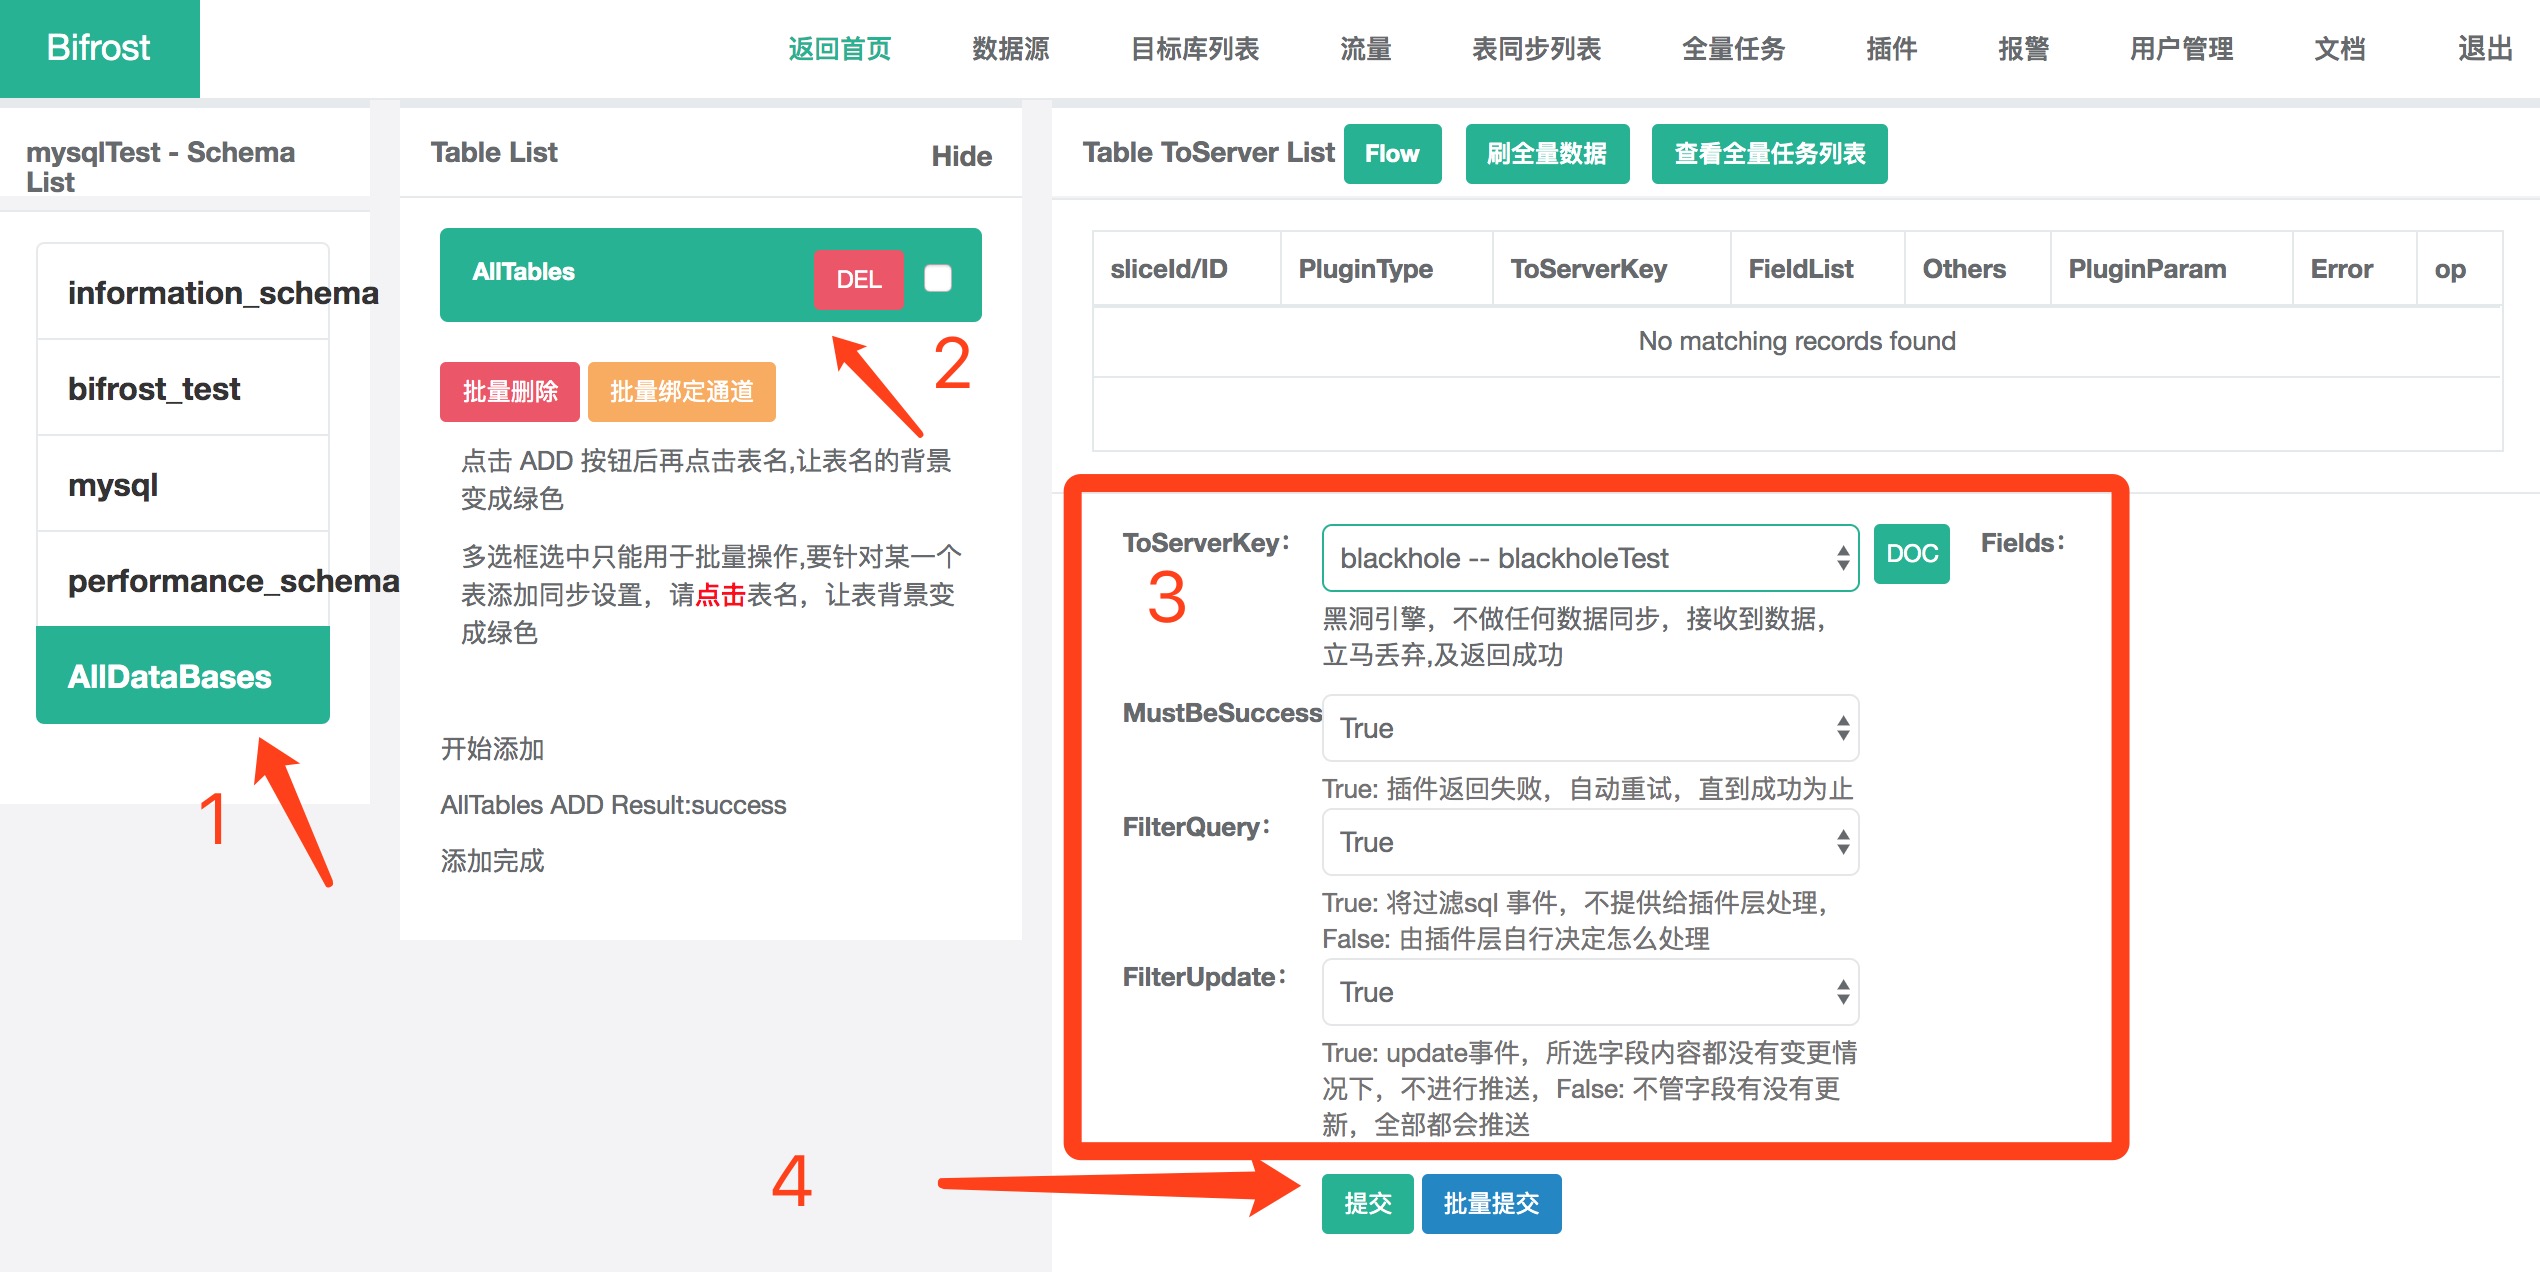 Bifrost
返回首页
数据源
目标库列表
流量
表同步列表
全量任务
插件
报警
用户管理
文档
退出
mysqlTest - Schema
List
information_schema
bifrost_test
mysql
performance_schema
AllDataBases
1
Table List
Hide
AllTables
DEL
2
批量删除
批量绑定通道
点击 ADD 按钮后再点击表名,让表名的背景
变成绿色
多选框选中只能用于批量操作,要针对某一个
表添加同步设置，请点击表名，让表背景变
成绿色
开始添加
AllTables ADD Result:success
添加完成
Table ToServer List
Flow
刷全量数据
查看全量任务列表
sliceId/ID
PluginType
ToServerKey
FieldList
Others
PluginParam
Error
op
No matching records found
ToServerKey：
3
blackhole -- blackholeTest
DOC
Fields：
黑洞引擎，不做任何数据同步，接收到数据，
立马丢弃,及返回成功
MustBeSuccess
True
True: 插件返回失败，自动重试，直到成功为止
FilterQuery：
True
True: 将过滤sql 事件，不提供给插件层处理，
False: 由插件层自行决定怎么处理
FilterUpdate：
True
True: update事件，所选字段内容都没有变更情
况下，不进行推送，False: 不管字段有没有更
新，全部都会推送
4
提交
批量提交